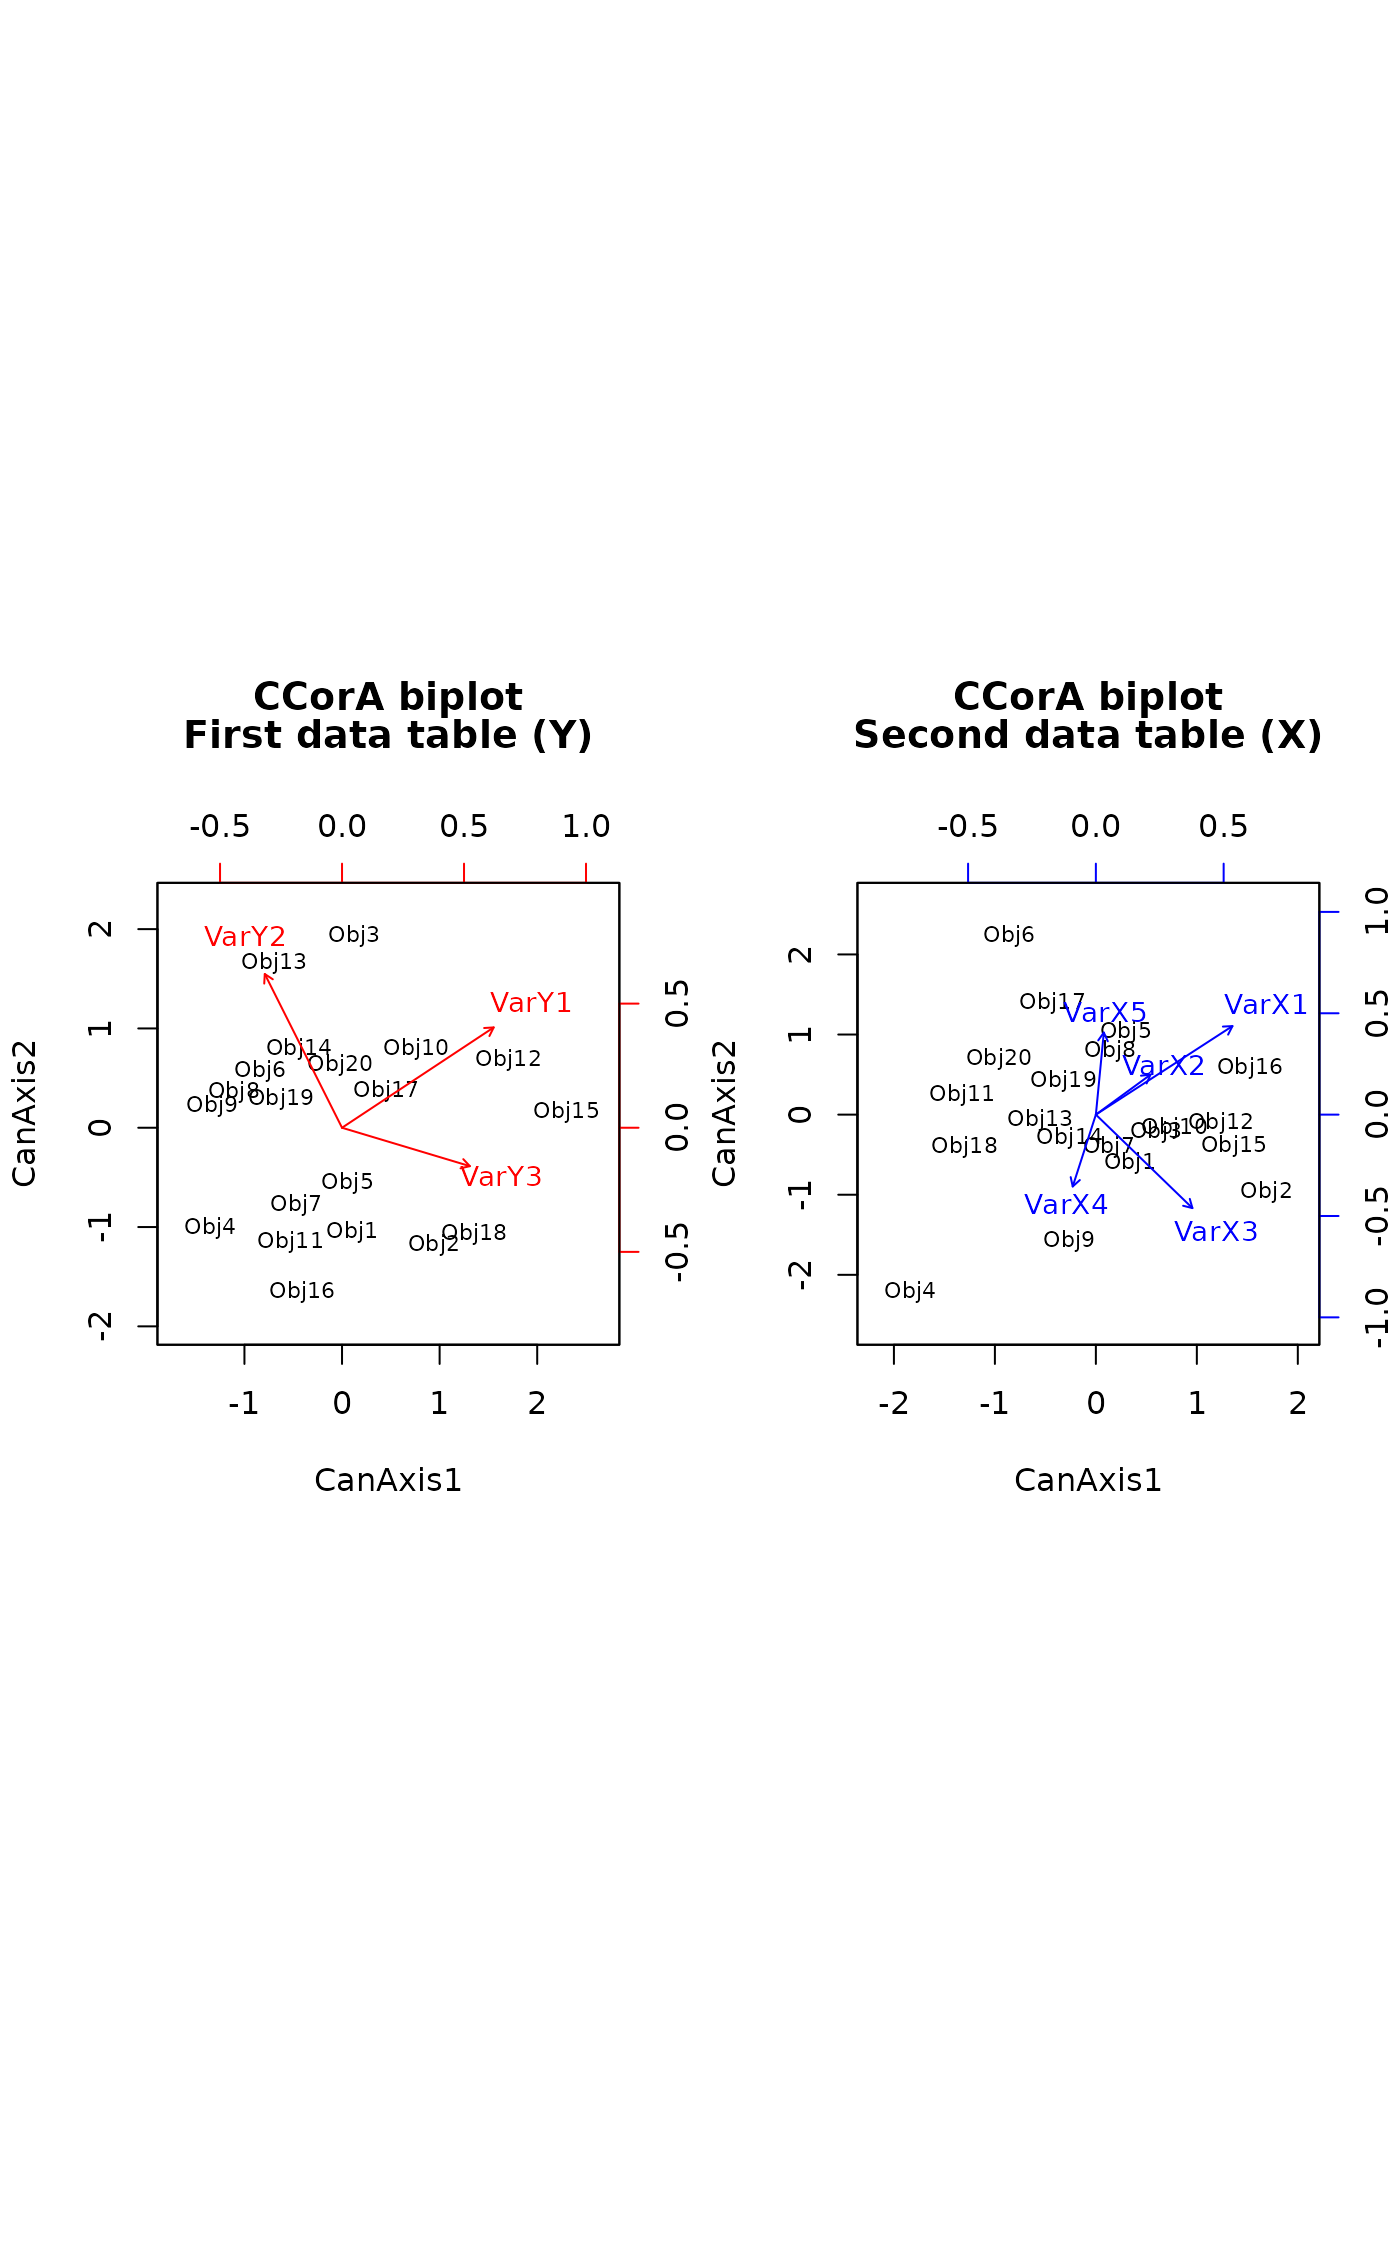 CCorA biplot
First data table (Y)
-0.5 0.0 0.5 1.0
2
1
0
-1
-2
CanAxis2
VarY2
Obj3
Obj13
VarY1
Obj14
Obj10
Obj20
Obj12
Obj6
Obj8
Obj17
Obj9
Obj19
Obj15
Obj5
VarY3
Obj7
Obj4
Obj1
Obj18
Obj11
Obj2
Obj16
0.5
0.0
-0.5
-1 0 1 2
CanAxis1
CCorA biplot
Second data table (X)
-0.5 0.0 0.5
2
1
0
-1
-2
CanAxis2
Obj6
Obj17
VarX5
VarX1
Obj5
Obj8
Obj20
VarX2
Obj16
Obj19
Obj11
Obj13
Obj10
Obj12
Obj14
Obj3
Obj18
Obj7
Obj15
Obj1
Obj2
VarX4
VarX3
Obj9
Obj4
1.0
0.5
0.0
-0.5
-1.0
-2 -1 0 1 2
CanAxis1